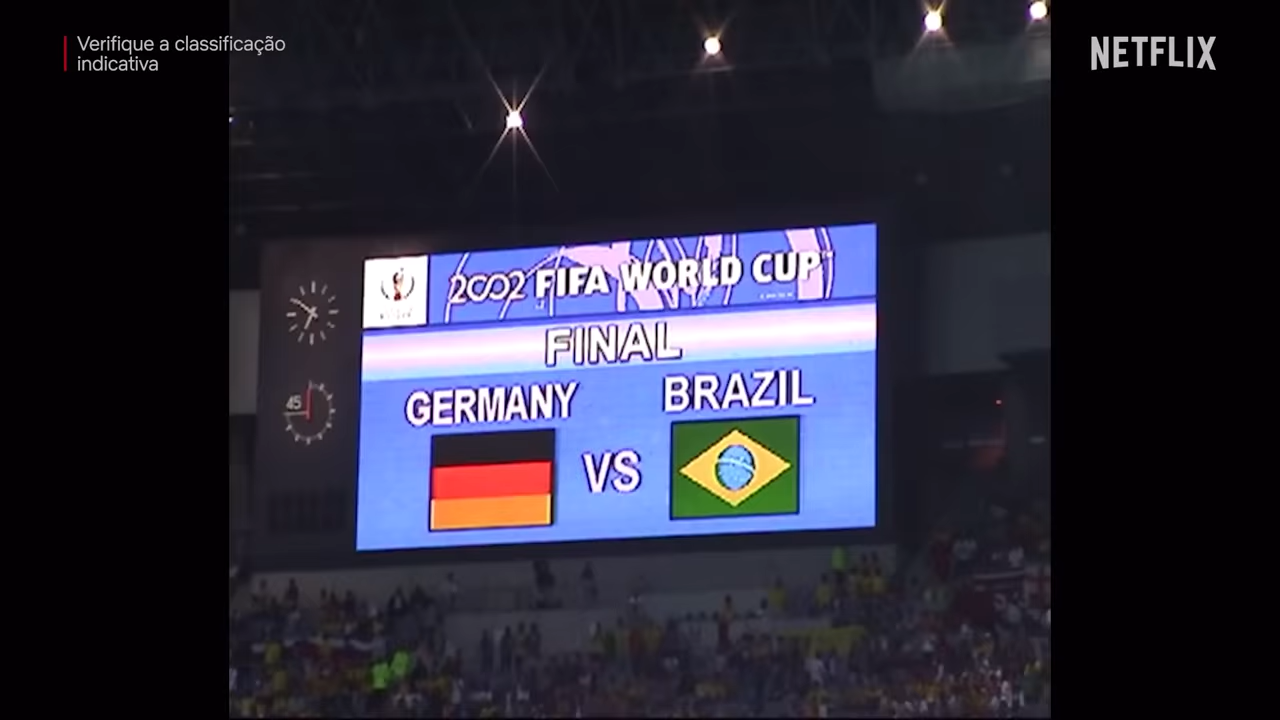 Verifique a classificação
indicativa
NETFLIX
2002 FIFA WORLD CUP
FINAL
GERMANY
BRAZIL
VS
45